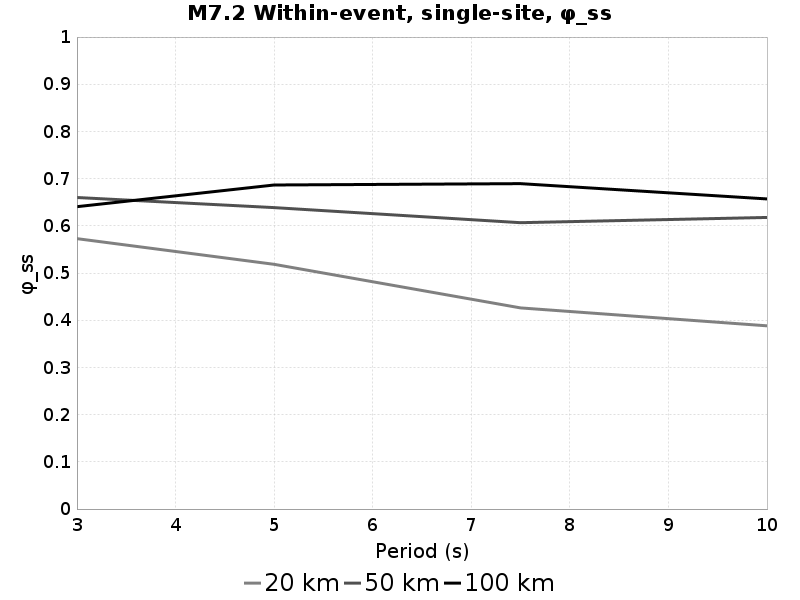 M7.2 Within-event, single-site, φ_ss
1
0.9
0.8
0.7
0.6
0.5
0.4
0.3
0.2
0.1
0
φ_ss
3 4 5 6 7 8 9 10
Period (s)
20 km 50 km 100 km